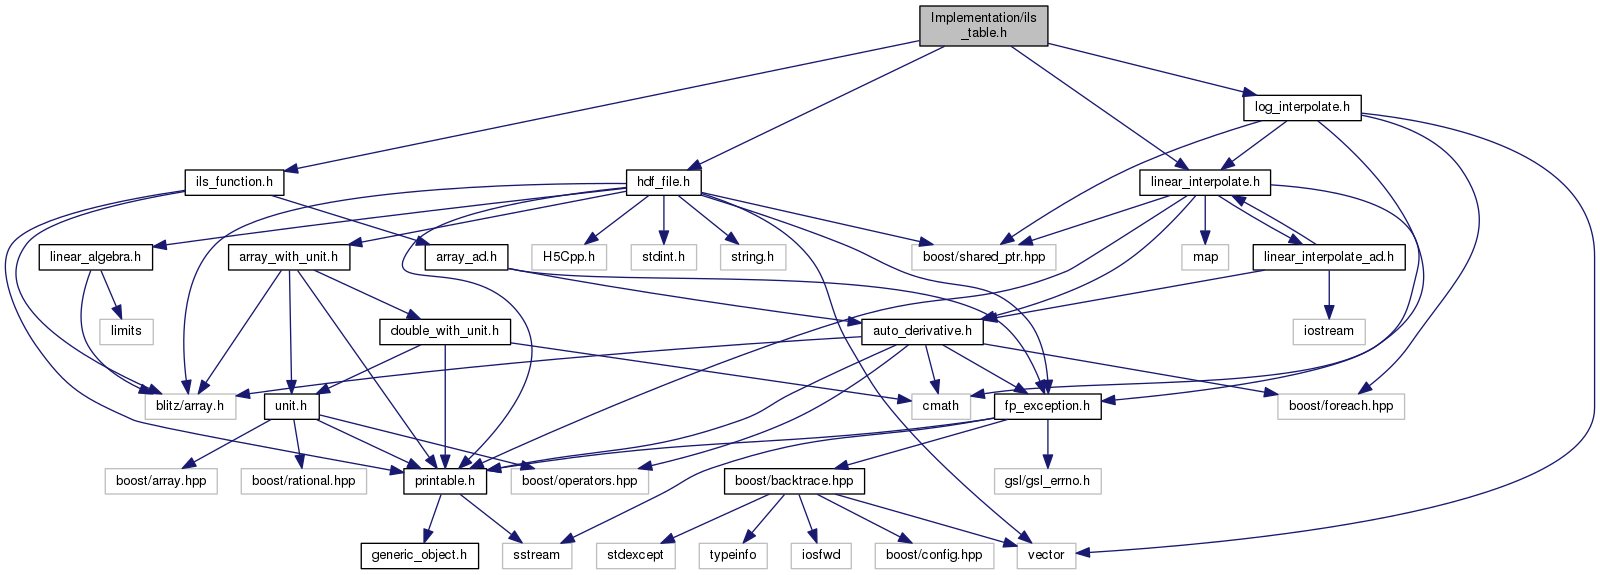 Implementation/ils
_table.h
log_interpolate.h
ils_function.h
hdf_file.h
linear_interpolate.h
linear_algebra.h
array_with_unit.h
array_ad.h
H5Cpp.h
stdint.h
string.h
boost/shared_ptr.hpp
map
linear_interpolate_ad.h
limits
double_with_unit.h
auto_derivative.h
iostream
blitz/array.h
unit.h
cmath
fp_exception.h
boost/foreach.hpp
boost/array.hpp
boost/rational.hpp
printable.h
boost/operators.hpp
boost/backtrace.hpp
gsl/gsl_errno.h
generic_object.h
sstream
stdexcept
typeinfo
iosfwd
boost/config.hpp
vector